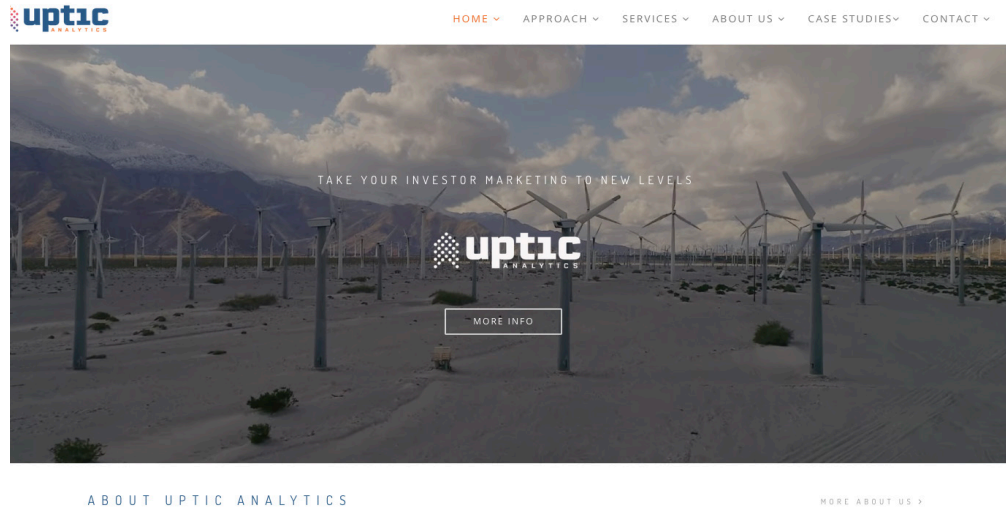 uptic
ANALYTICS
HOME APPROACH SERVICES ABOUT US CASE STUDIES CONTACT
TAKE YOUR INVESTOR MARKETING TO NEW LEVELS
uptic
ANALYTICS
MORE INFO
ABOUT UPTIC ANALYTICS
MORE ABOUT US >